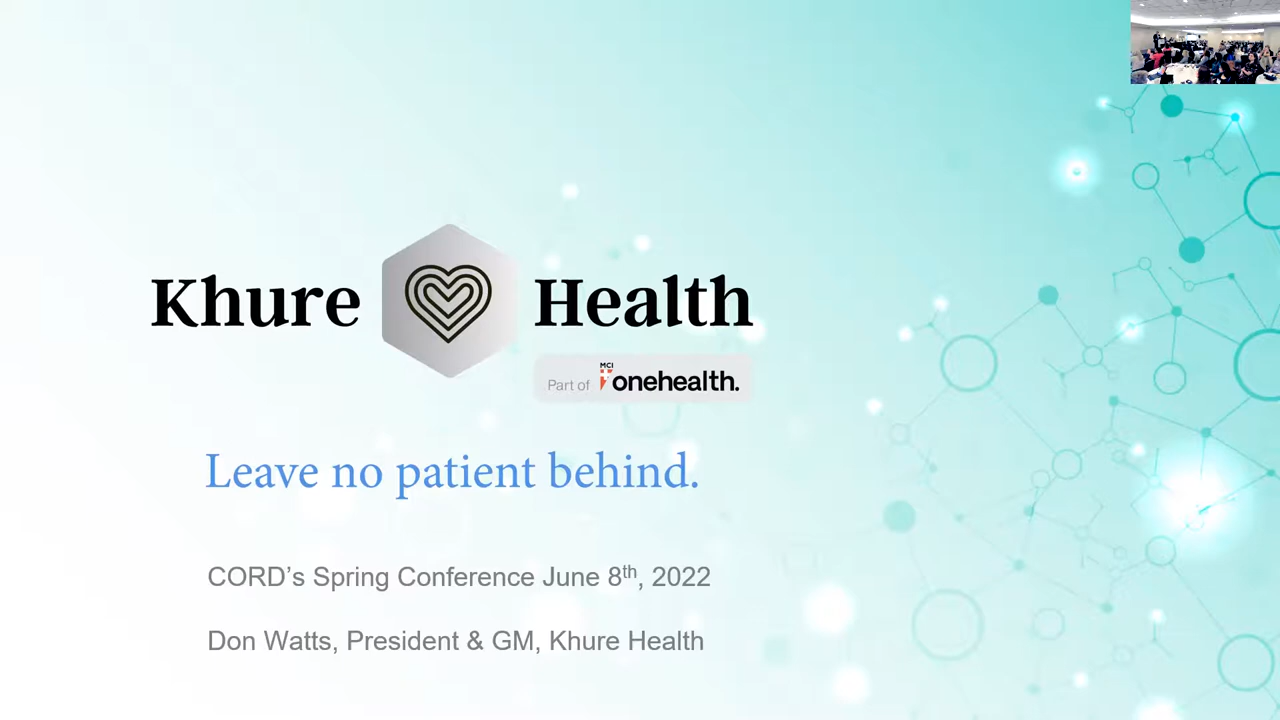 Khure Health
Part of MCI onehealth.
Leave no patient behind.
CORD’s Spring Conference June 8th, 2022
Don Watts, President & GM, Khure Health